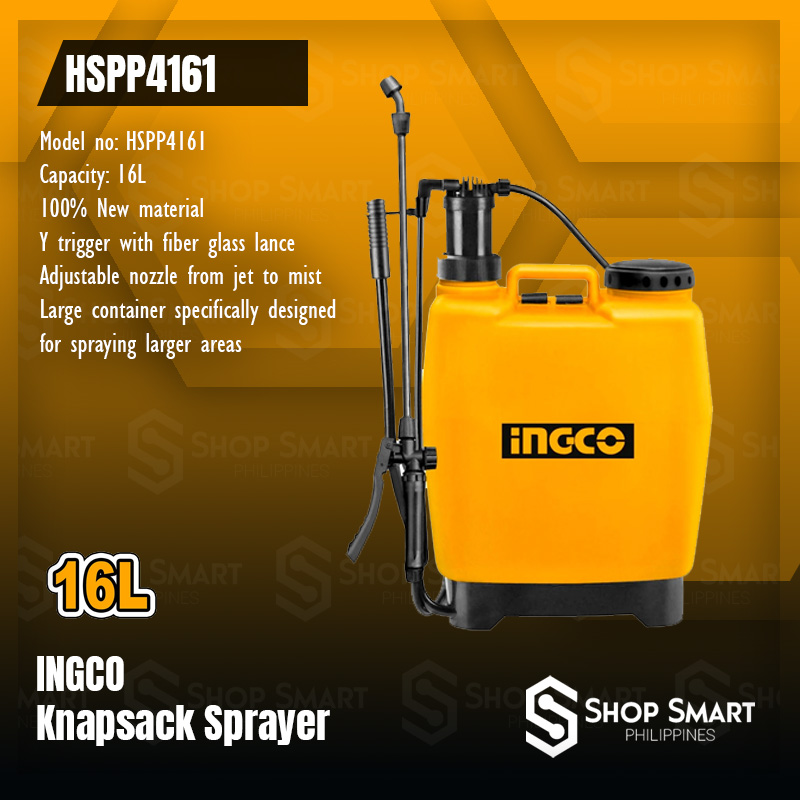 HSPP4161
Model no: HSPP4161
Capacity: 16L
100% New material
Y trigger with fiber glass lance
Adjustable nozzle from jet to mist
Large container specifically designed
for spraying larger areas
INGCO
16L
INGCO
Knapsack Sprayer
SHOP SMART
PHILIPPINES